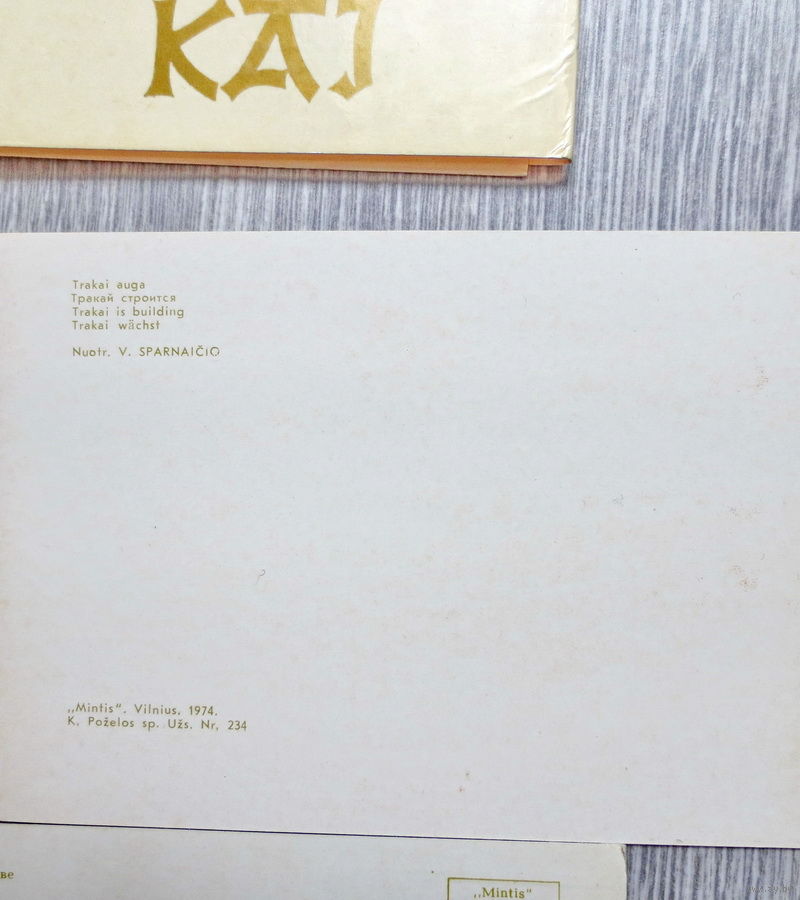 KAI
Trakai auga
Тракай строится
Trakai is building
Trakai wächst
Nuotr. V. SPARNAIČIO
„Mintis“. Vilnius. 1974.
K. Poželos sp. Užs. Nr. 234
ве
„Mintis“